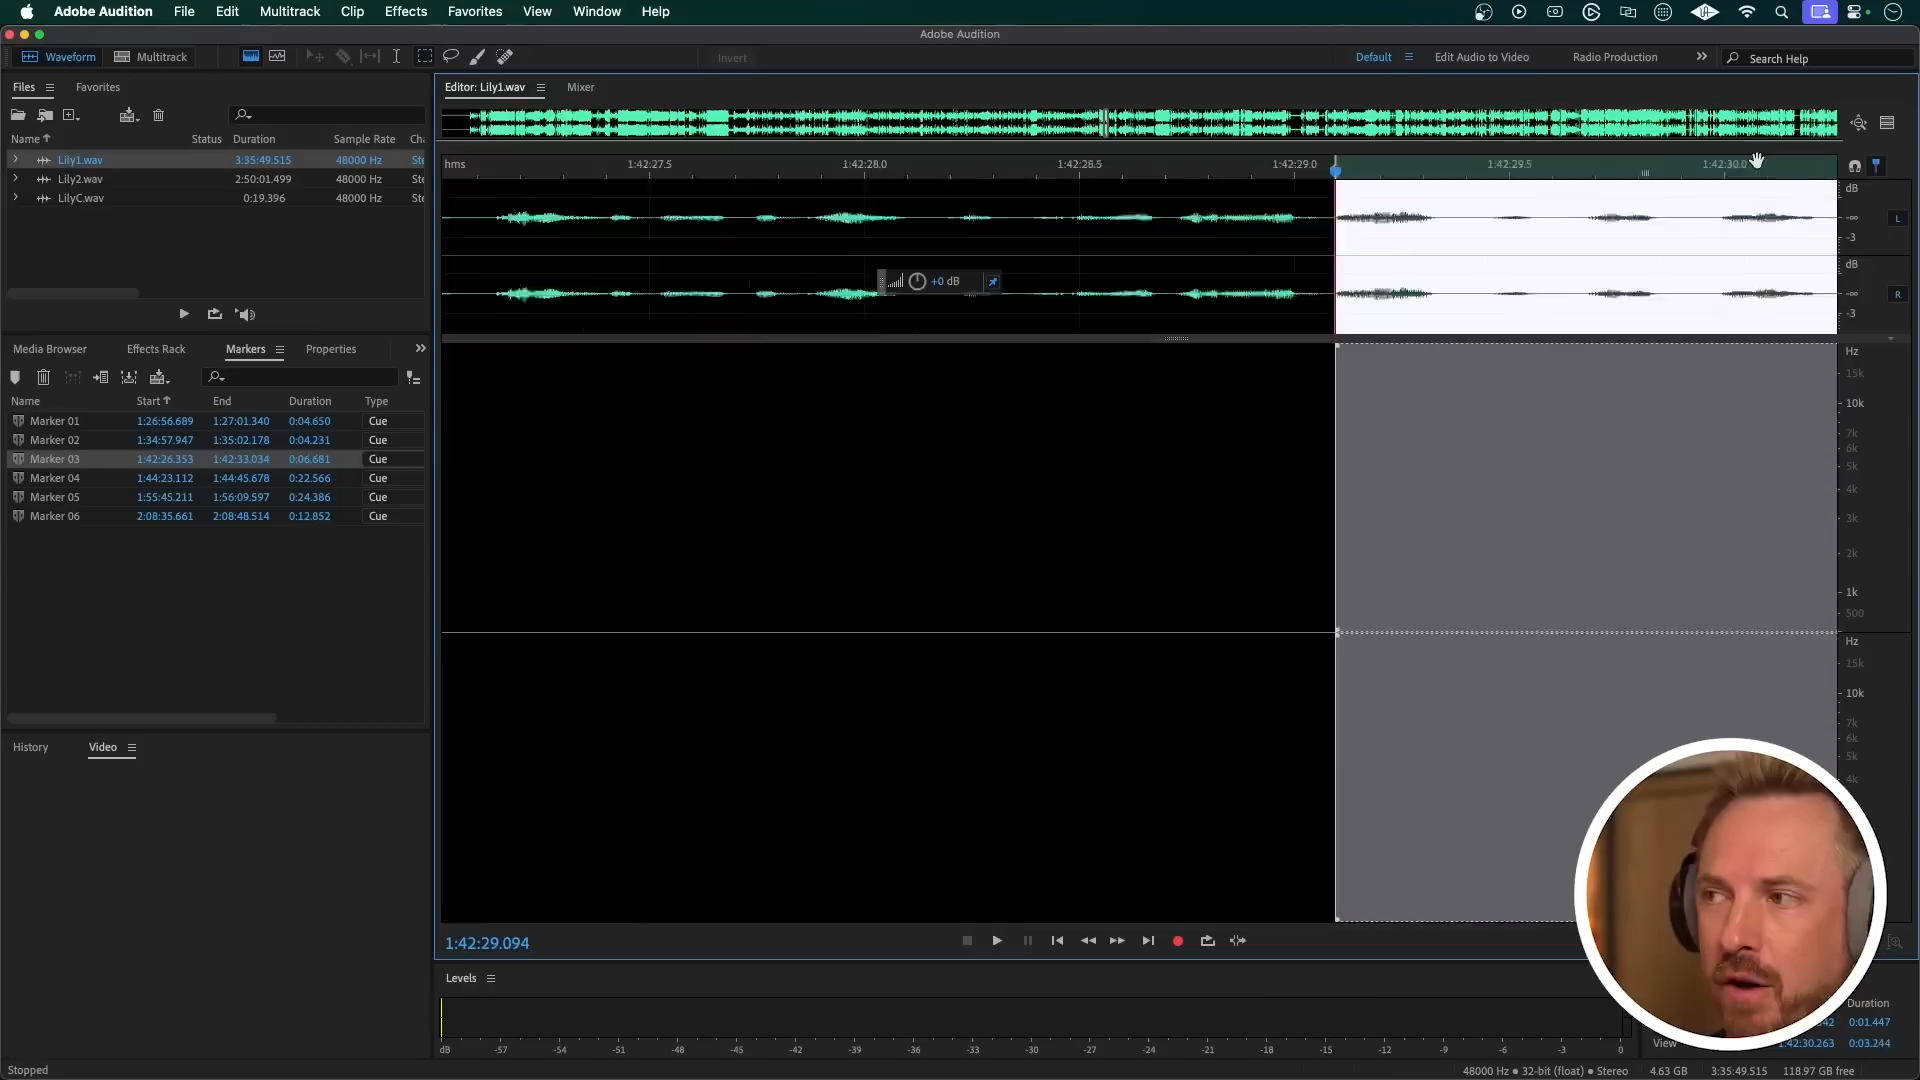 Adobe Audition File Edit Multitrack Clip Effects Favorites View Window Help
Adobe Audition
Waveform Multitrack Invert Default Edit Audio to Video Radio Production Search Help
Files Favorites
Name Status Duration Sample Rate Ch
Lily1.wav 3:35:49.515 48000 Hz Ste
Lily2.wav 2:50:01.499 48000 Hz Ste
LilyC.wav 0:19.396 48000 Hz Ste
Media Browser Effects Rack Markers Properties
Name Start End Duration Type
Marker 01 1:26:56.689 1:27:01.340 0:04.650 Cue
Marker 02 1:34:57.947 1:35:02.178 0:04.231 Cue
Marker 03 1:42:26.353 1:42:33.034 0:06.681 Cue
Marker 04 1:44:23.112 1:44:45.678 0:22.566 Cue
Marker 05 1:55:45.211 1:56:09.597 0:24.386 Cue
Marker 06 2:08:35.661 2:08:48.514 0:12.852 Cue
History Video
Editor: Lily1.wav Mixer
hms 1:42:27.5 1:42:28.0 1:42:28.5 1:42:29.0 1:42:29.5 1:42:30.0
dB
-∞ L
-3
+0 dB
dB
-∞ R
-3
Hz
15k
10k
7k
6k
5k
4k
3k
2k
1k
500
Hz
15k
10k
7k
6k
5k
4k
1:42:29.094
Levels
dB -57 -54 -51 -48 -45 -42 -39 -36 -33 -30 -27 -24 -21 -18 -15 -12 -9 -6 -3 0
Duration
0:01.447
View 1:42:30.263 0:03.244
Stopped 48000 Hz • 32-bit (float) • Stereo 4.63 GB 3:35:49.515 118.97 GB free